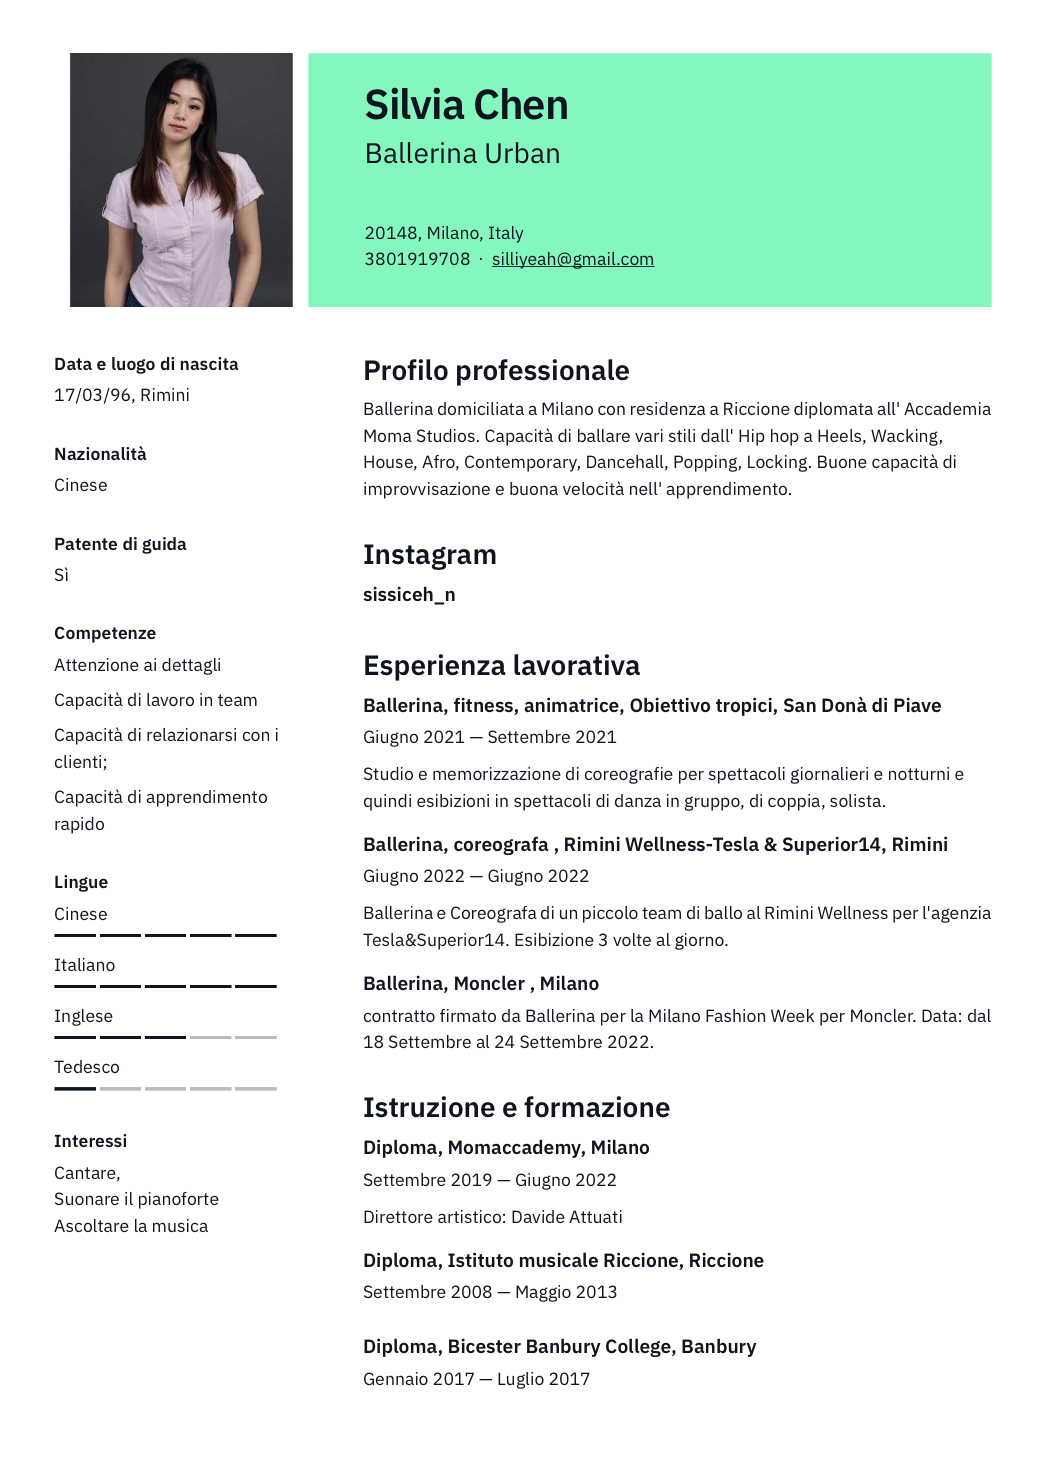 Silvia Chen
Ballerina Urban
20148, Milano, Italy
3801919708 · silliyeah@gmail.com
Data e luogo di nascita
17/03/96, Rimini
Nazionalità
Cinese
Patente di guida
Sì
Competenze
Attenzione ai dettagli
Capacità di lavoro in team
Capacità di relazionarsi con i
clienti;
Capacità di apprendimento
rapido
Lingue
Cinese
Italiano
Inglese
Tedesco
Interessi
Cantare,
Suonare il pianoforte
Ascoltare la musica
Profilo professionale
Ballerina domiciliata a Milano con residenza a Riccione diplomata all' Accademia
Moma Studios. Capacità di ballare vari stili dall' Hip hop a Heels, Wacking,
House, Afro, Contemporary, Dancehall, Popping, Locking. Buone capacità di
improvvisazione e buona velocità nell' apprendimento.
Instagram
sissiceh_n
Esperienza lavorativa
Ballerina, fitness, animatrice, Obiettivo tropici, San Donà di Piave
Giugno 2021 — Settembre 2021
Studio e memorizzazione di coreografie per spettacoli giornalieri e notturni e
quindi esibizioni in spettacoli di danza in gruppo, di coppia, solista.
Ballerina, coreografa , Rimini Wellness-Tesla & Superior14, Rimini
Giugno 2022 — Giugno 2022
Ballerina e Coreografa di un piccolo team di ballo al Rimini Wellness per l'agenzia
Tesla&Superior14. Esibizione 3 volte al giorno.
Ballerina, Moncler , Milano
contratto firmato da Ballerina per la Milano Fashion Week per Moncler. Data: dal
18 Settembre al 24 Settembre 2022.
Istruzione e formazione
Diploma, Momaccademy, Milano
Settembre 2019 — Giugno 2022
Direttore artistico: Davide Attuati
Diploma, Istituto musicale Riccione, Riccione
Settembre 2008 — Maggio 2013
Diploma, Bicester Banbury College, Banbury
Gennaio 2017 — Luglio 2017